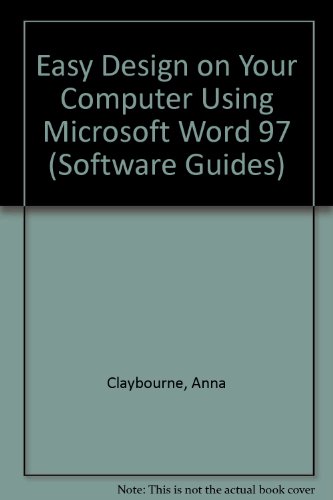 Easy Design on Your
Computer Using
Microsoft Word 97
(Software Guides)
Claybourne, Anna
Note: This is not the actual book cover